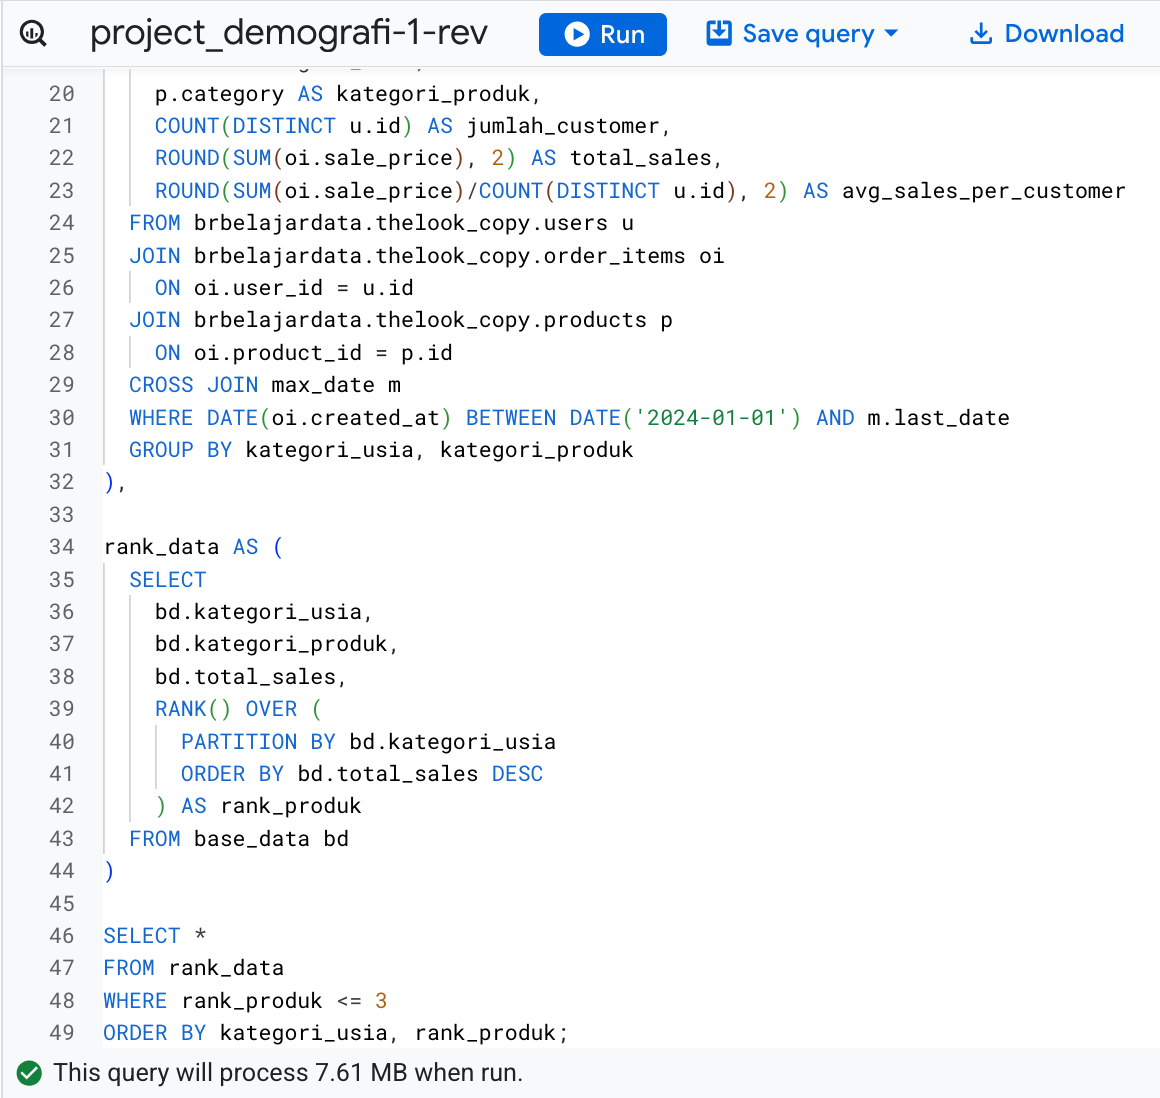 project_demografi-1-rev Run Save query Download
20 p.category AS kategori_produk,
21 COUNT(DISTINCT u.id) AS jumlah_customer,
22 ROUND(SUM(oi.sale_price), 2) AS total_sales,
23 ROUND(SUM(oi.sale_price)/COUNT(DISTINCT u.id), 2) AS avg_sales_per_customer
24 FROM brbelajardata.thelook_copy.users u
25 JOIN brbelajardata.thelook_copy.order_items oi
26 ON oi.user_id = u.id
27 JOIN brbelajardata.thelook_copy.products p
28 ON oi.product_id = p.id
29 CROSS JOIN max_date m
30 WHERE DATE(oi.created_at) BETWEEN DATE('2024-01-01') AND m.last_date
31 GROUP BY kategori_usia, kategori_produk
32 ),
33
34 rank_data AS (
35 SELECT
36 bd.kategori_usia,
37 bd.kategori_produk,
38 bd.total_sales,
39 RANK() OVER (
40 PARTITION BY bd.kategori_usia
41 ORDER BY bd.total_sales DESC
42 ) AS rank_produk
43 FROM base_data bd
44 )
45
46 SELECT *
47 FROM rank_data
48 WHERE rank_produk <= 3
49 ORDER BY kategori_usia, rank_produk;
This query will process 7.61 MB when run.